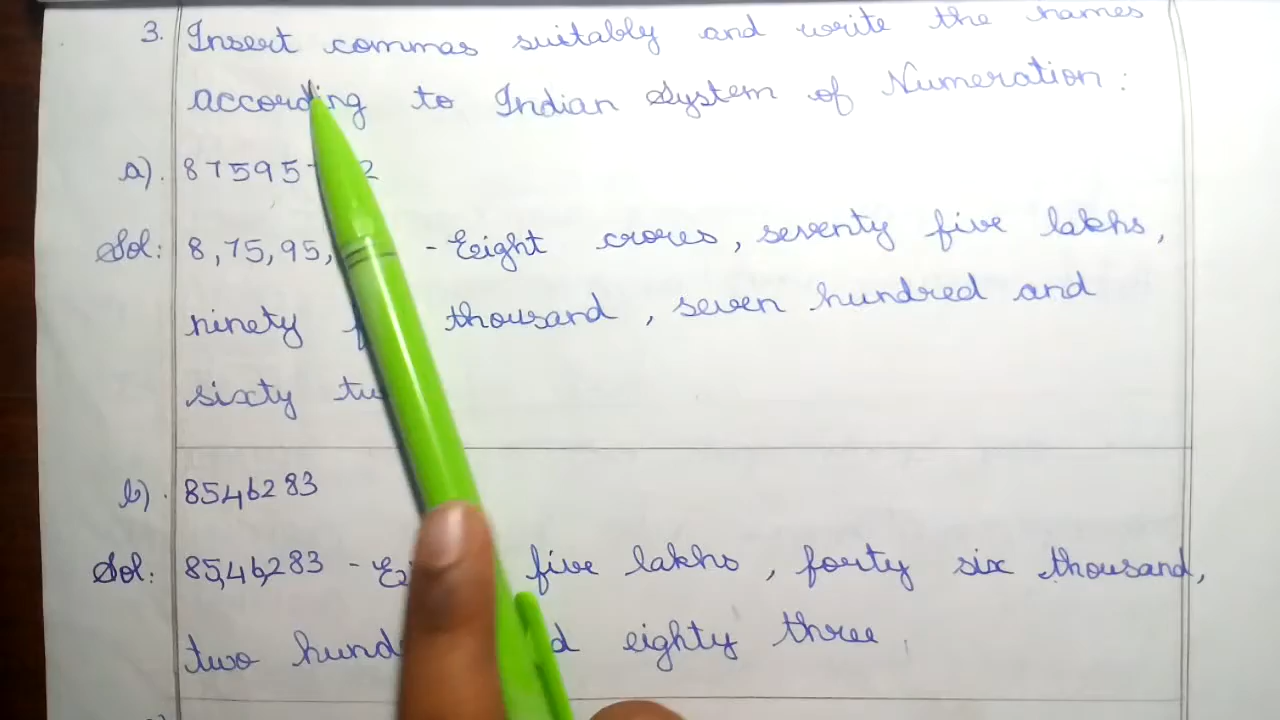 3. Insert commas suitably and write the names
according to Indian System of Numeration :
a). 87595 2
Sol: 8,75,95, - Eight crores, seventy five lakhs,
ninety thousand, seven hundred and
sixty
b). 8546283
Sol: 85,46,283 - five lakhs, forty six thousand,
two eighty three.